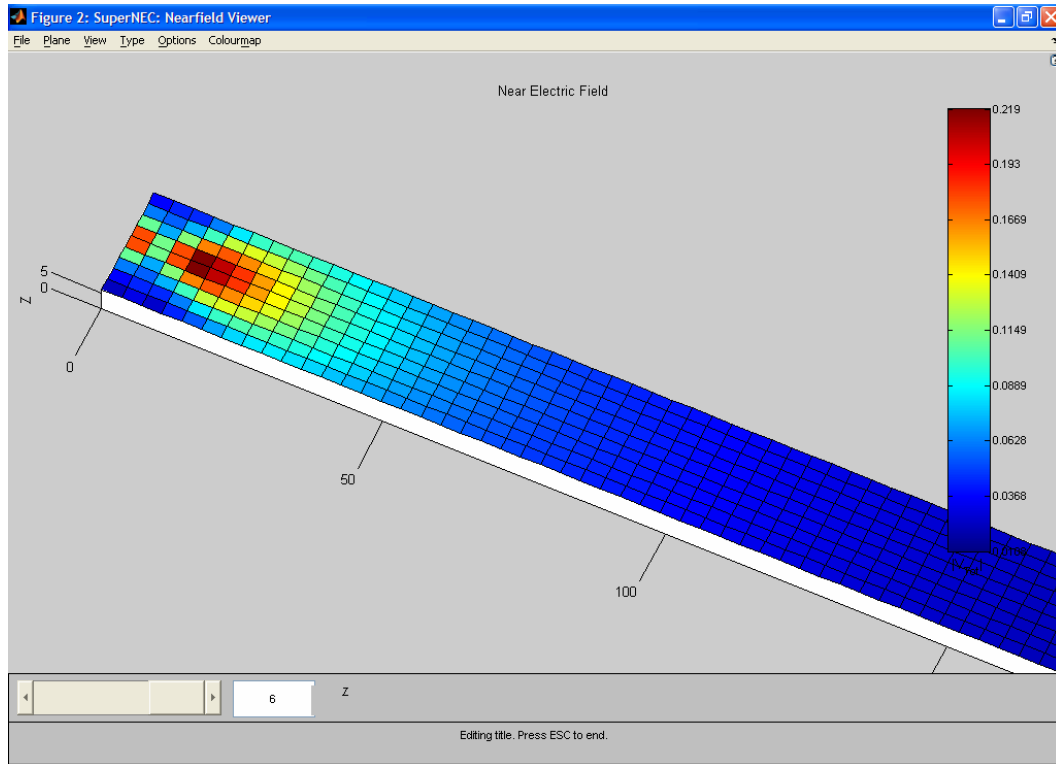 Figure 2: SuperNEC: Nearfield Viewer
File Plane View Type Options Colourmap
Near Electric Field
0.219
0.193
0.1669
0.1409
0.1149
0.0889
0.0628
0.0368
5
0
Z
0
50
100
6
Z
Editing title. Press ESC to end.